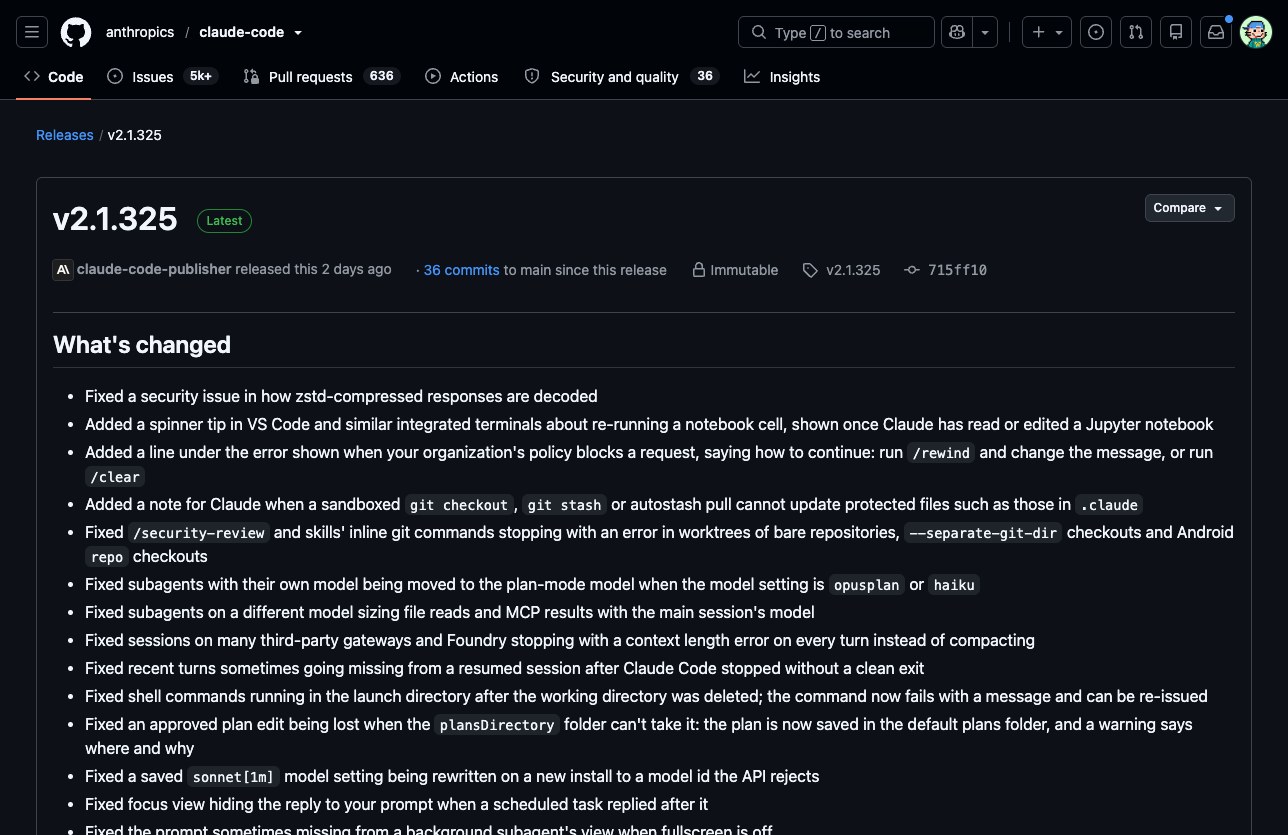 anthropics / claude-code
Type / to search
Code
Issues 5k+
Pull requests 636
Actions
Security and quality 36
Insights
Releases / v2.1.325
v2.1.325 Latest
Compare
claude-code-publisher released this 2 days ago · 36 commits to main since this release Immutable v2.1.325 715ff10
What's changed
• Fixed a security issue in how zstd-compressed responses are decoded
• Added a spinner tip in VS Code and similar integrated terminals about re-running a notebook cell, shown once Claude has read or edited a Jupyter notebook
• Added a line under the error shown when your organization's policy blocks a request, saying how to continue: run /rewind and change the message, or run
/clear
• Added a note for Claude when a sandboxed git checkout, git stash or autostash pull cannot update protected files such as those in .claude
• Fixed /security-review and skills' inline git commands stopping with an error in worktrees of bare repositories, --separate-git-dir checkouts and Android
repo checkouts
• Fixed subagents with their own model being moved to the plan-mode model when the model setting is opusplan or haiku
• Fixed subagents on a different model sizing file reads and MCP results with the main session's model
• Fixed sessions on many third-party gateways and Foundry stopping with a context length error on every turn instead of compacting
• Fixed recent turns sometimes going missing from a resumed session after Claude Code stopped without a clean exit
• Fixed shell commands running in the launch directory after the working directory was deleted; the command now fails with a message and can be re-issued
• Fixed an approved plan edit being lost when the plansDirectory folder can't take it: the plan is now saved in the default plans folder, and a warning says
where and why
• Fixed a saved sonnet[1m] model setting being rewritten on a new install to a model id the API rejects
• Fixed focus view hiding the reply to your prompt when a scheduled task replied after it
• Fixed the prompt sometimes missing from a background subagent's view when fullscreen is off